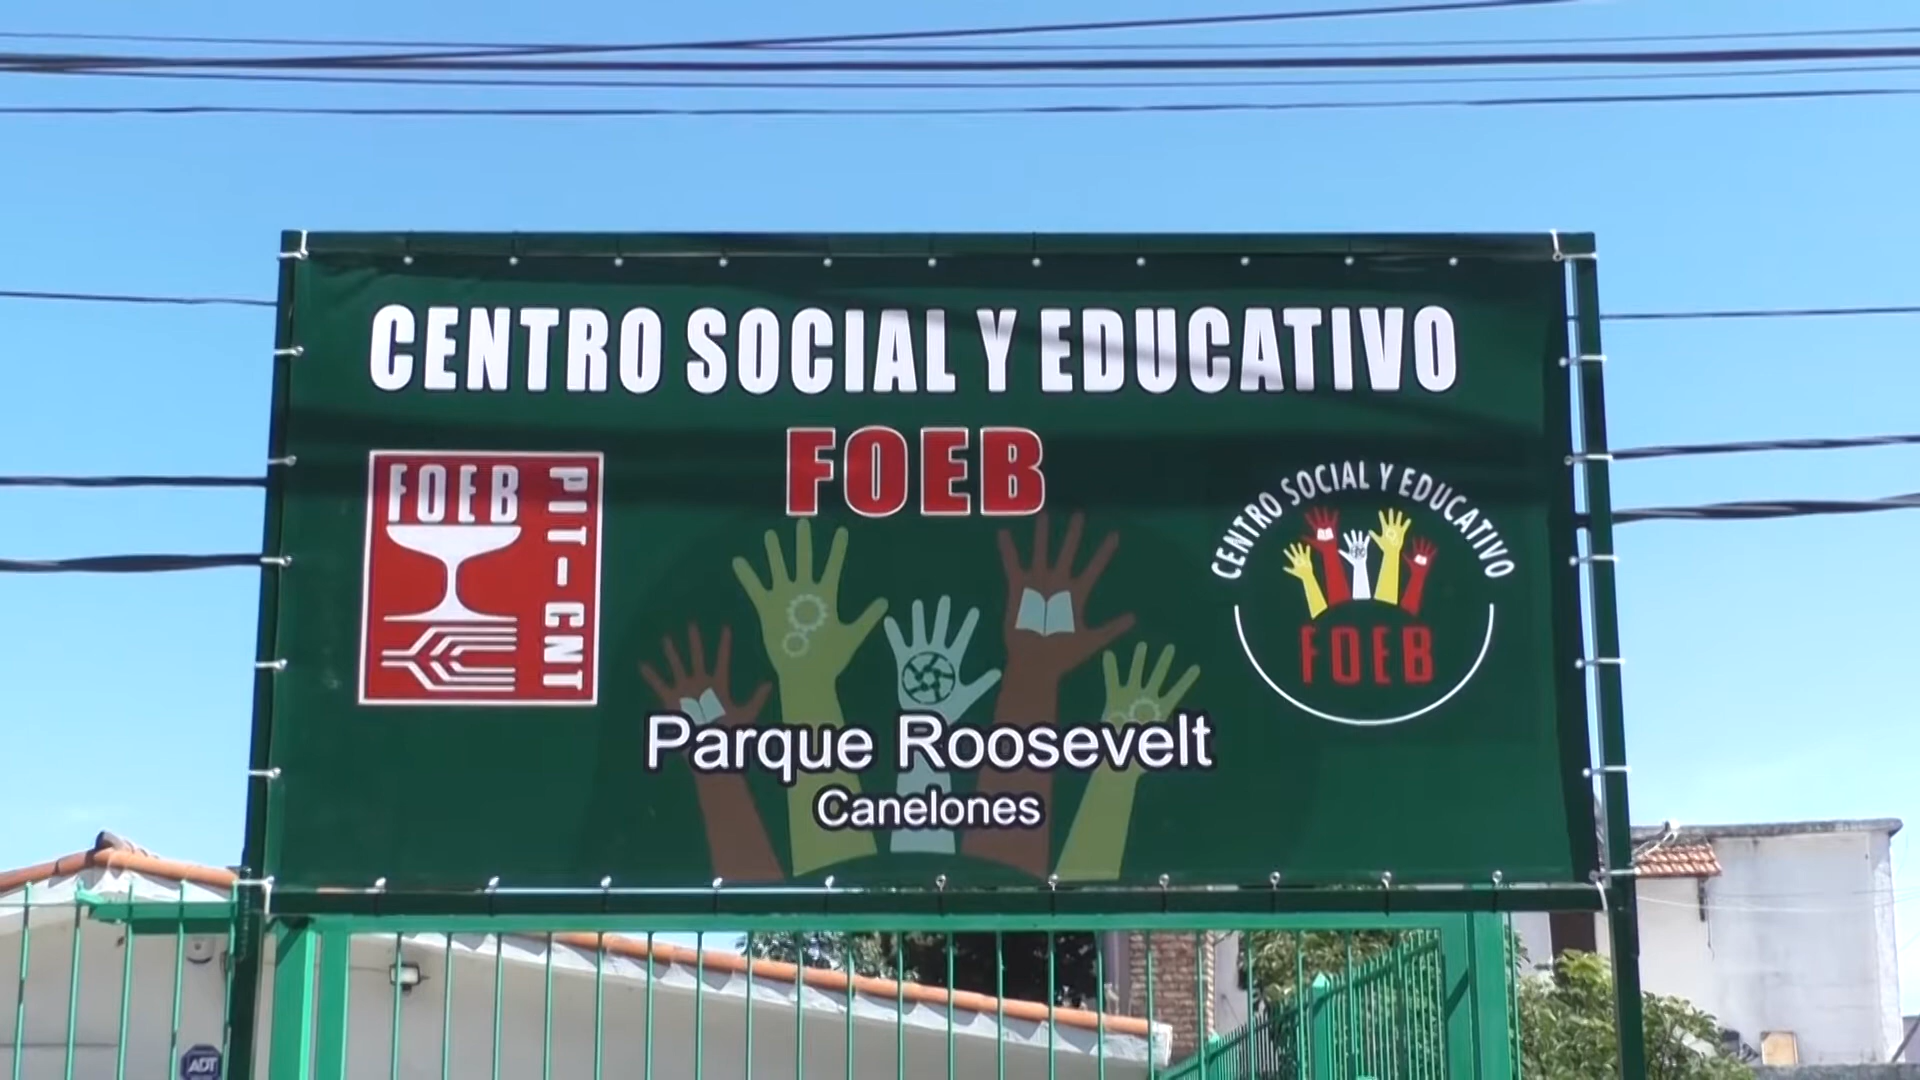 CENTRO SOCIAL Y EDUCATIVO
FOEB
FOEB
PIT-CNT
CENTRO SOCIAL Y EDUCATIVO
FOEB
Parque Roosevelt
Canelones
ADT